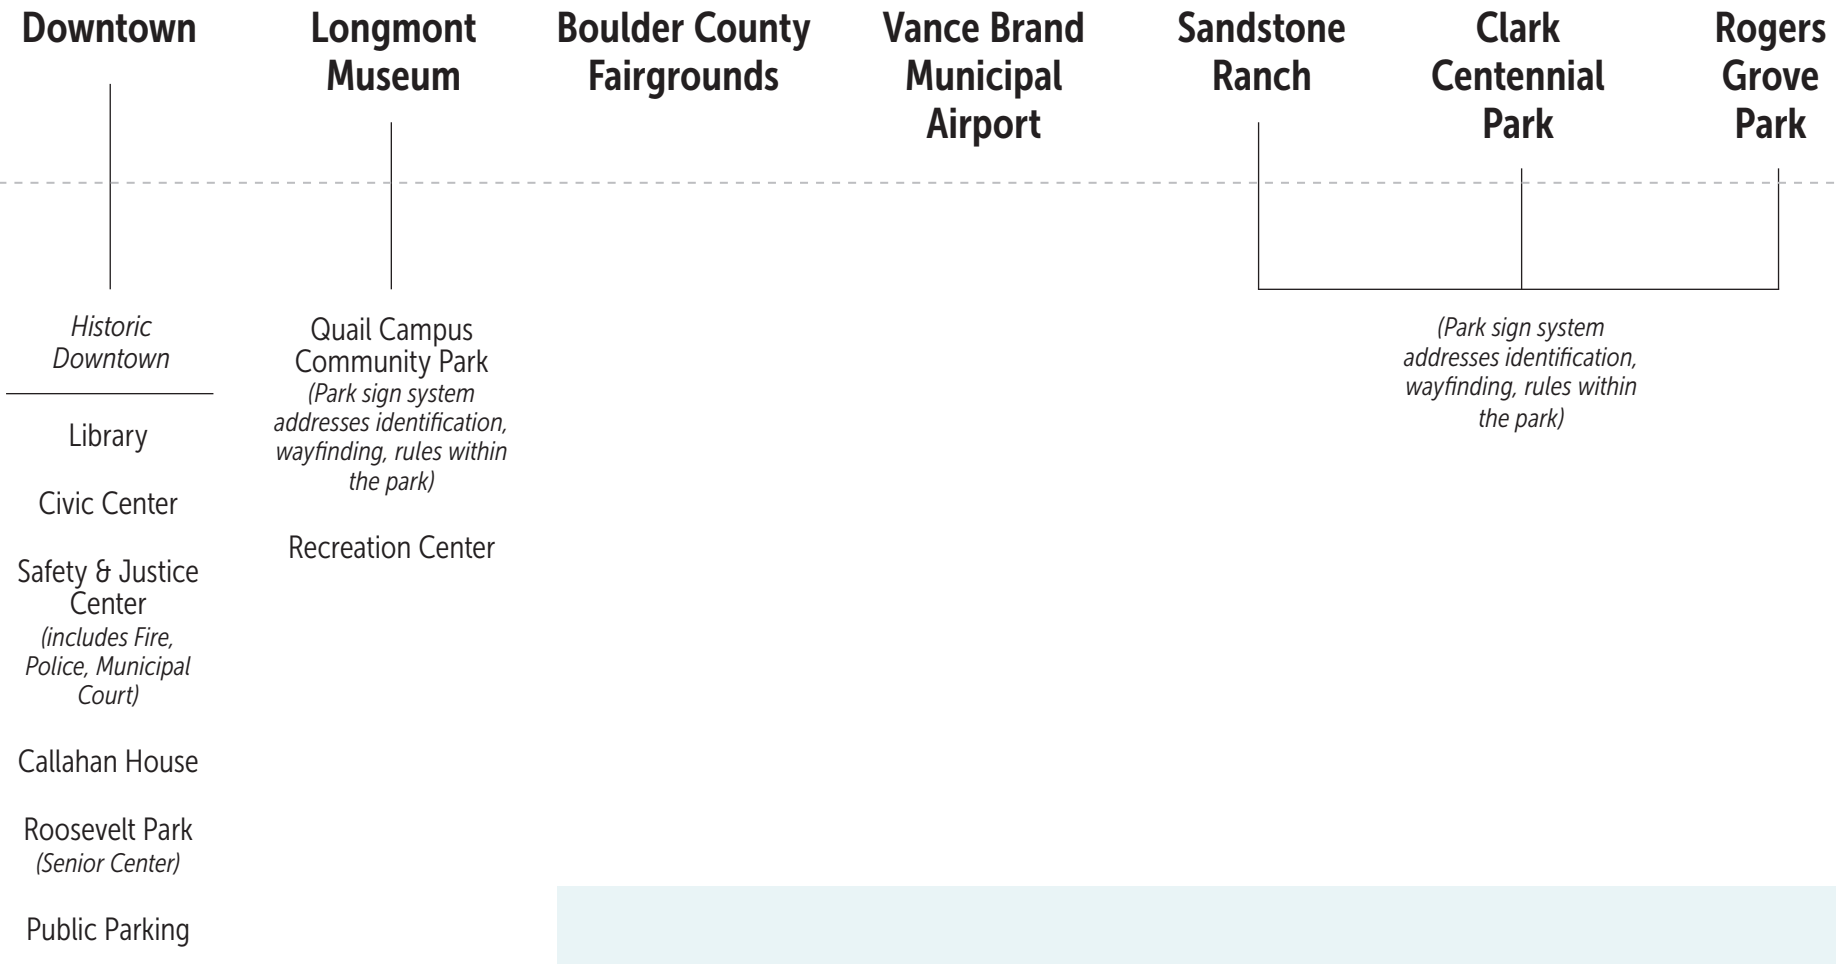 Downtown
Longmont
Museum
Boulder County
Fairgrounds
Vance Brand
Municipal
Airport
Sandstone
Ranch
Clark
Centennial
Park
Rogers
Grove
Park
Historic
Downtown
Library
Civic Center
Safety & Justice
Center
(includes Fire,
Police, Municipal
Court)
Callahan House
Roosevelt Park
(Senior Center)
Public Parking
Quail Campus
Community Park
(Park sign system
addresses identification,
wayfinding, rules within
the park)
Recreation Center
(Park sign system
addresses identification,
wayfinding, rules within
the park)